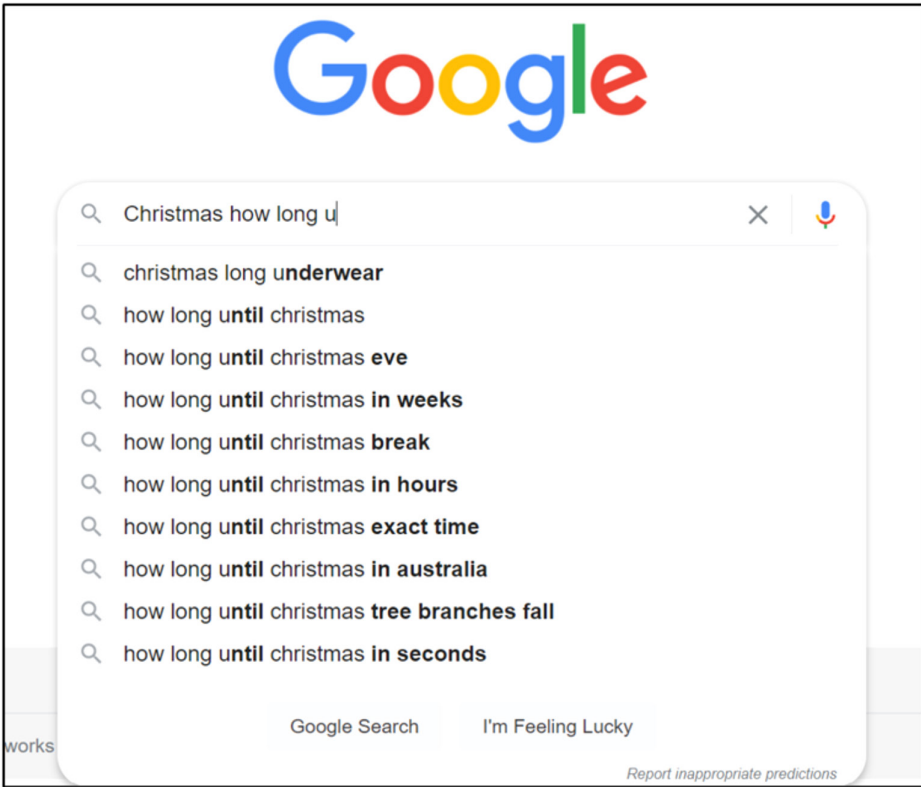 Google
Christmas how long u
christmas long underwear
how long until christmas
how long until christmas eve
how long until christmas in weeks
how long until christmas break
how long until christmas in hours
how long until christmas exact time
how long until christmas in australia
how long until christmas tree branches fall
how long until christmas in seconds
Google Search I'm Feeling Lucky
works
Report inappropriate predictions